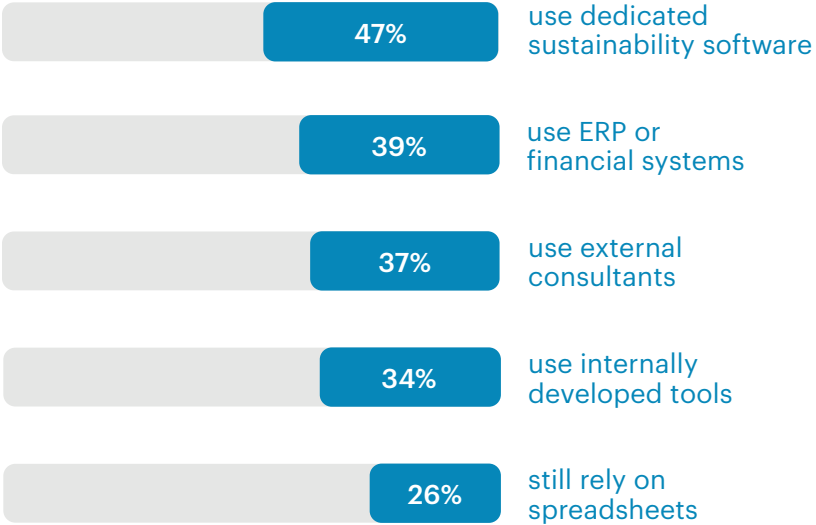 47%
use dedicated
sustainability software
39%
use ERP or
financial systems
37%
use external
consultants
34%
use internally
developed tools
26%
still rely on
spreadsheets